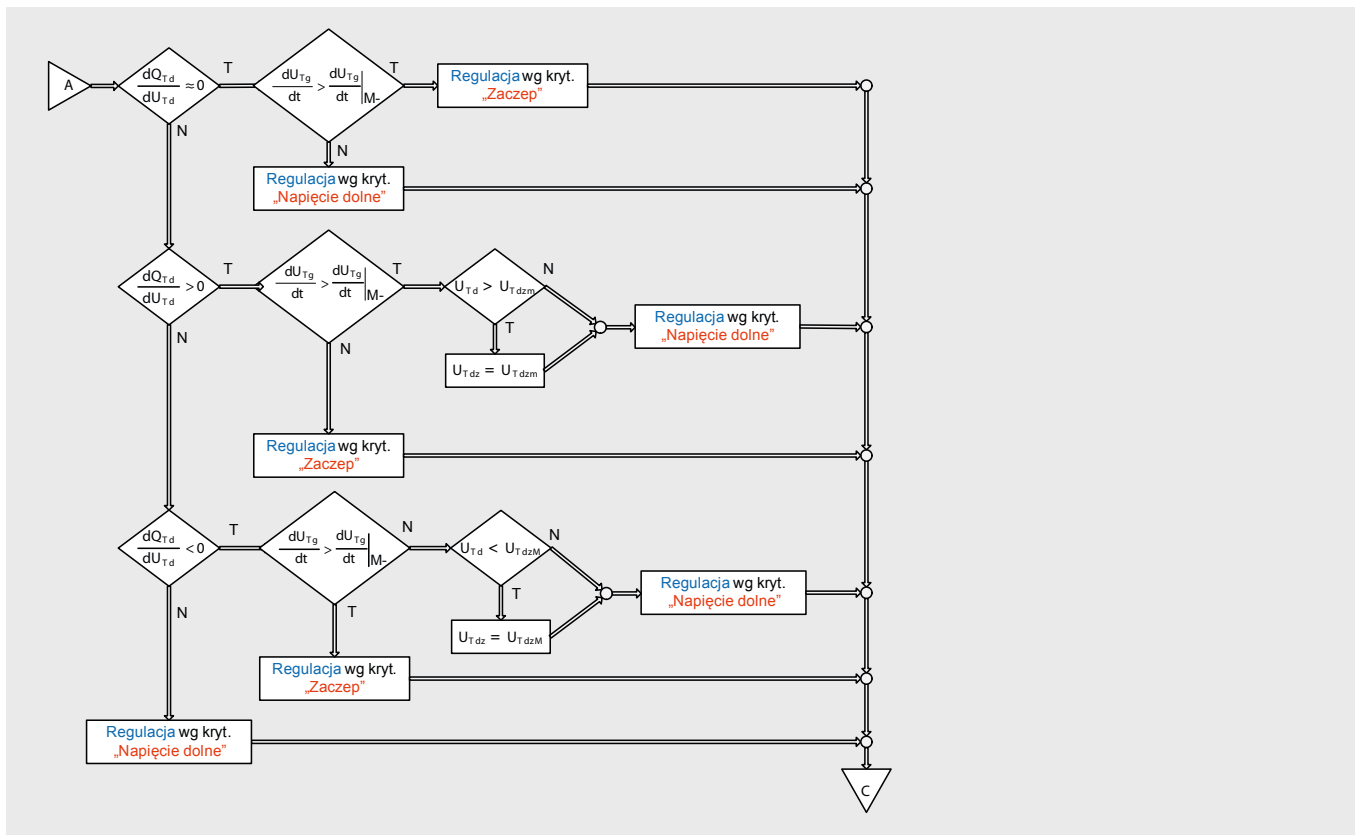 A
dQTd
dUTd
≈ 0
T
dUTg
dt
>
dUTg
dt
|M-
T
Regulacja wg kryt.
„Zaczep”
N
N
Regulacja wg kryt.
„Napięcie dolne”
dQTd
dUTd
> 0
T
dUTg
dt
>
dUTg
dt
|M-
T
UTd > UTdzm
N
Regulacja wg kryt.
„Napięcie dolne”
N
N
T
UTdz = UTdzm
Regulacja wg kryt.
„Zaczep”
dQTd
dUTd
< 0
T
dUTg
dt
>
dUTg
dt
|M-
N
UTd < UTdzM
N
Regulacja wg kryt.
„Napięcie dolne”
N
T
T
UTdz = UTdzM
Regulacja wg kryt.
„Zaczep”
Regulacja wg kryt.
„Napięcie dolne”
C